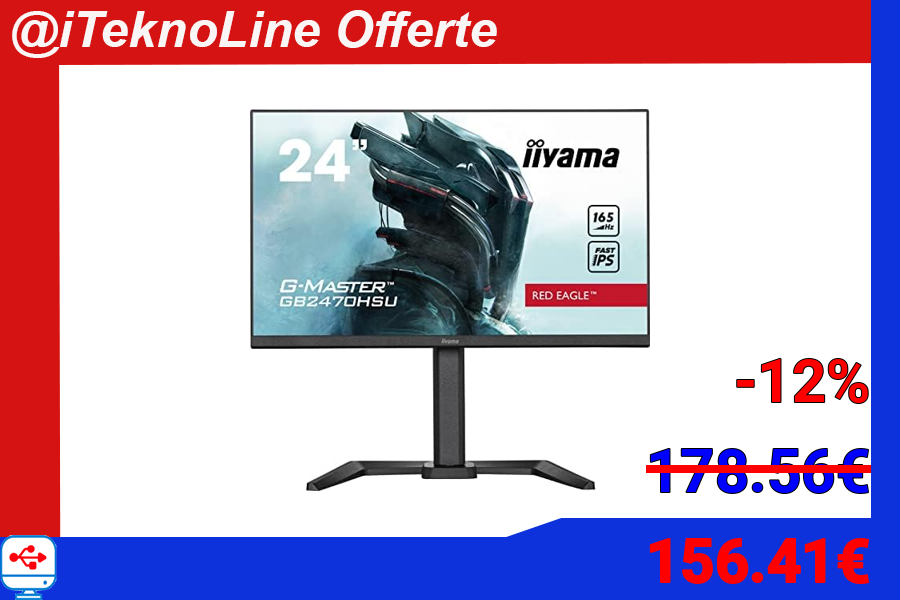 @iTeknoLine Offerte
24"
iiyama
165
Hz
FAST
IPS
G-MASTER™
GB2470HSU
RED EAGLE™
iiyama
-12%
178.56€
156.41€